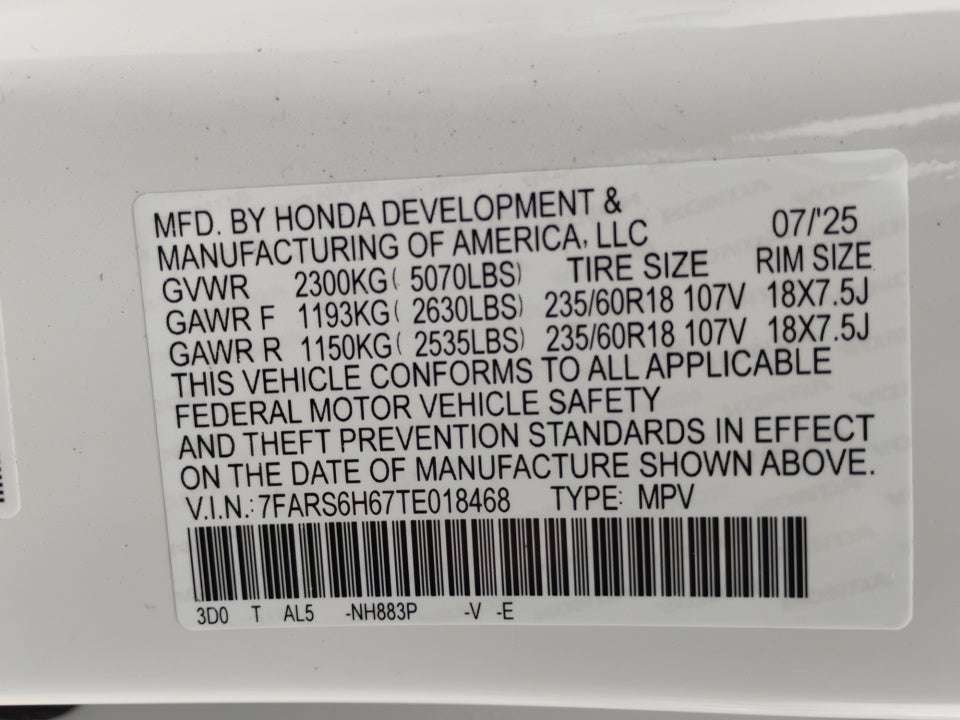 MFD. BY HONDA DEVELOPMENT &
MANUFACTURING OF AMERICA, LLC 07/'25
GVWR 2300KG( 5070LBS) TIRE SIZE RIM SIZE
GAWR F 1193KG( 2630LBS) 235/60R18 107V 18X7.5J
GAWR R 1150KG( 2535LBS) 235/60R18 107V 18X7.5J
THIS VEHICLE CONFORMS TO ALL APPLICABLE
FEDERAL MOTOR VEHICLE SAFETY
AND THEFT PREVENTION STANDARDS IN EFFECT
ON THE DATE OF MANUFACTURE SHOWN ABOVE.
V.I.N.: 7FARS6H67TE018468 TYPE: MPV
3D0 T AL5 -NH883P -V -E